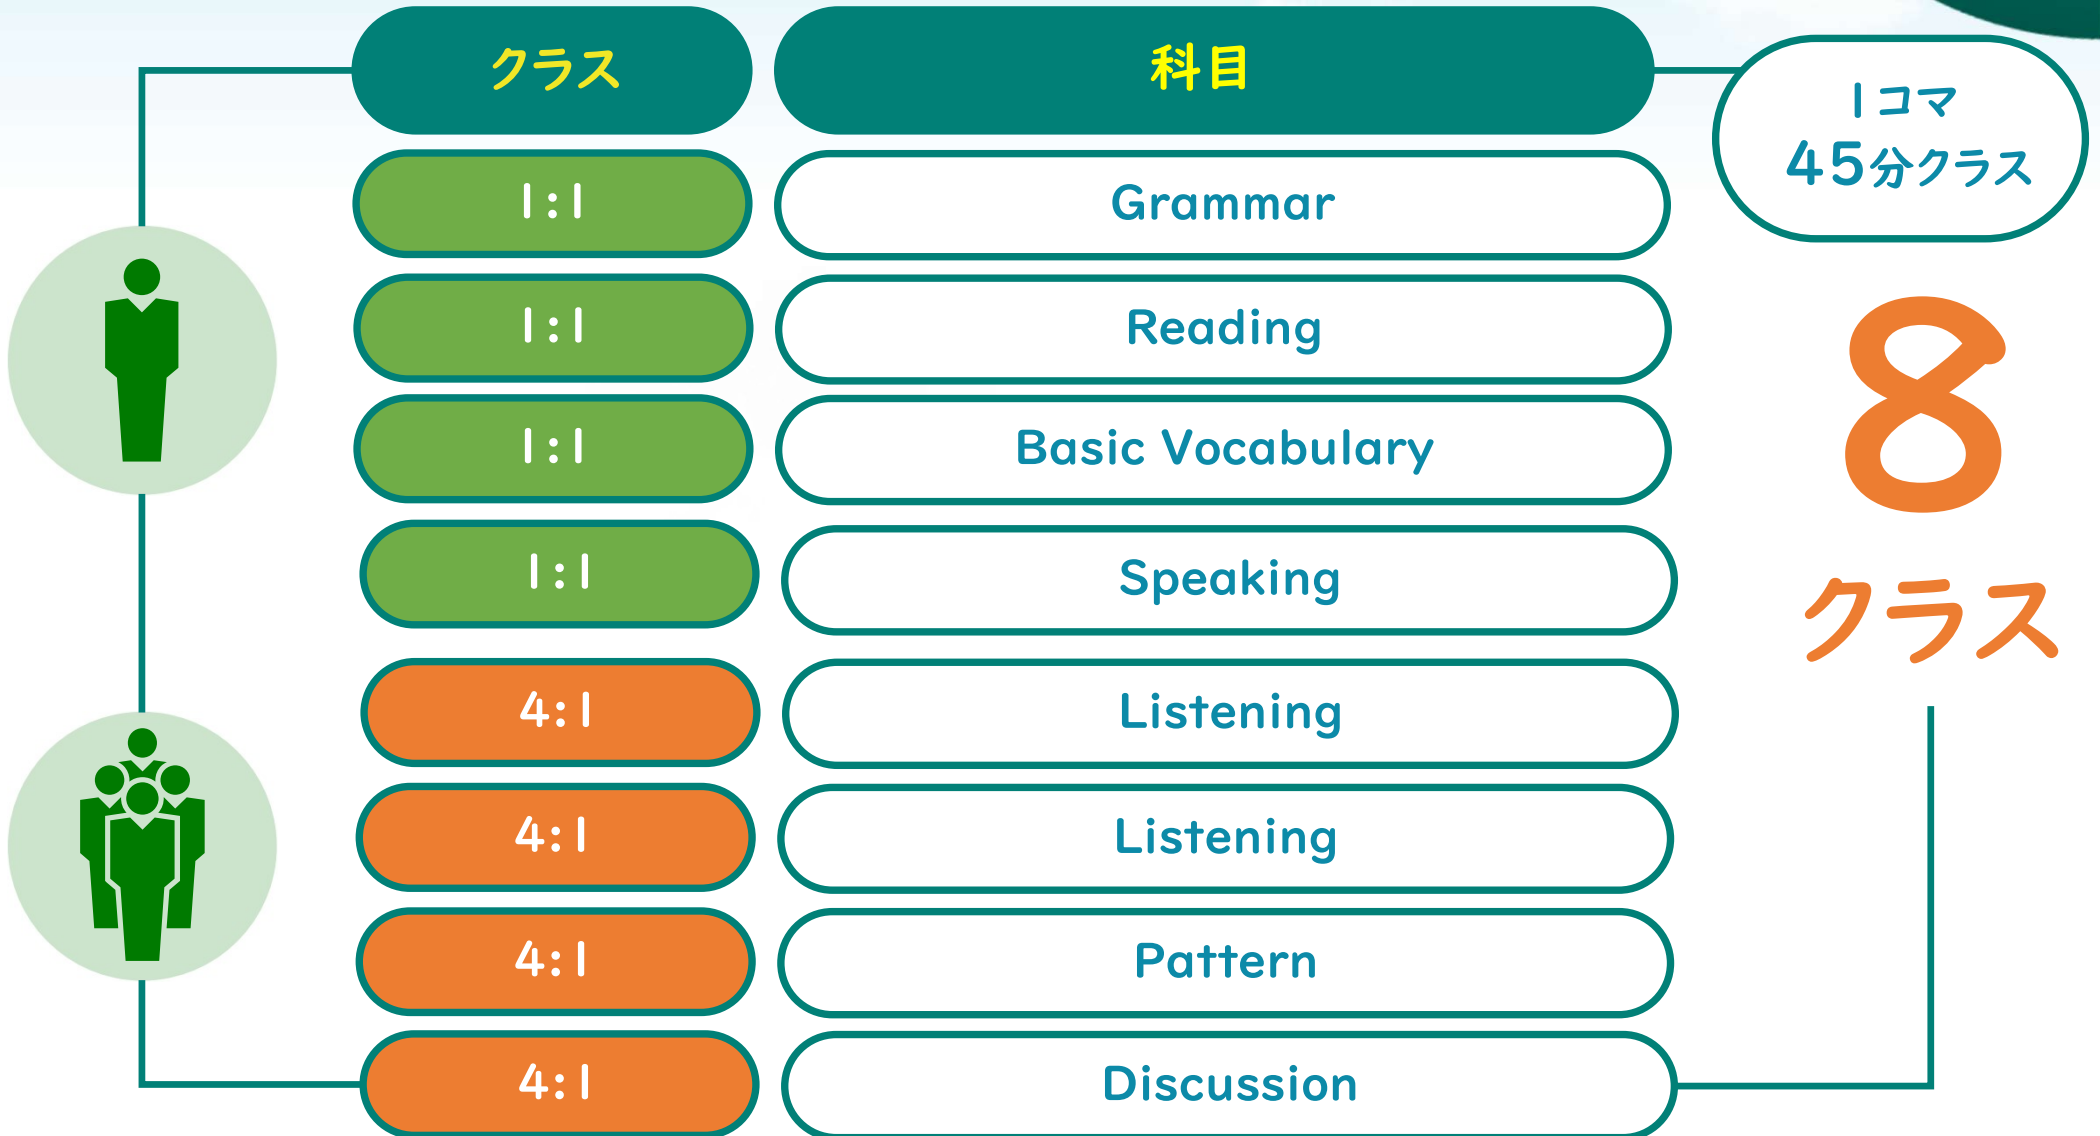 クラス 科目
1コマ
45分クラス
1:1 Grammar
1:1 Reading
1:1 Basic Vocabulary
1:1 Speaking
4:1 Listening
4:1 Listening
4:1 Pattern
4:1 Discussion
8
クラス